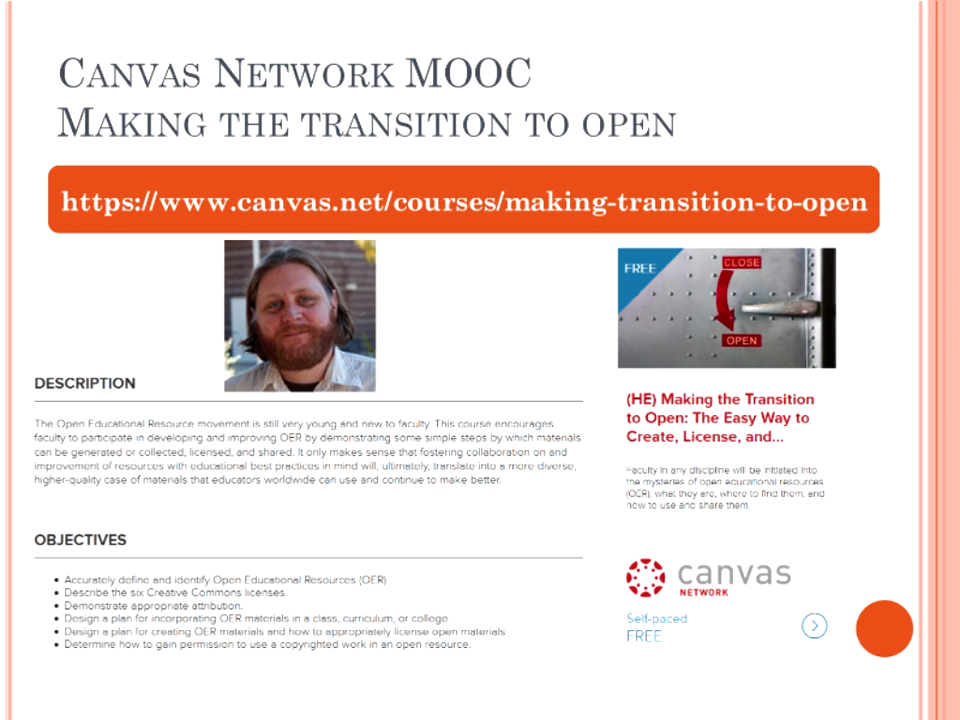 CANVAS NETWORK MOOC
MAKING THE TRANSITION TO OPEN
https://www.canvas.net/courses/making-transition-to-open
DESCRIPTION
The Open Educational Resource movement is still very young and new to faculty. This course encourages
faculty to participate in developing and improving OER by demonstrating some simple steps by which materials
can be generated or collected, licensed, and shared. It only makes sense that fostering collaboration on and
improvement of resources with educational best practices in mind will, ultimately, translate into a more diverse,
higher-quality case of materials that educators worldwide can use and continue to make better.
OBJECTIVES
• Accurately define and identify Open Educational Resources (OER)
• Describe the six Creative Commons licenses.
• Demonstrate appropriate attribution.
• Design a plan for incorporating OER materials in a class, curriculum, or college
• Design a plan for creating OER materials and how to appropriately license open materials
• Determine how to gain permission to use a copyrighted work in an open resource.
FREE
CLOSE
OPEN
(HE) Making the Transition
to Open: The Easy Way to
Create, License, and...
Faculty in any discipline will be initiated into
the mysteries of open educational resources
(OER): what they are, where to find them, and
how to use and share them.
canvas
NETWORK
Self-paced
FREE